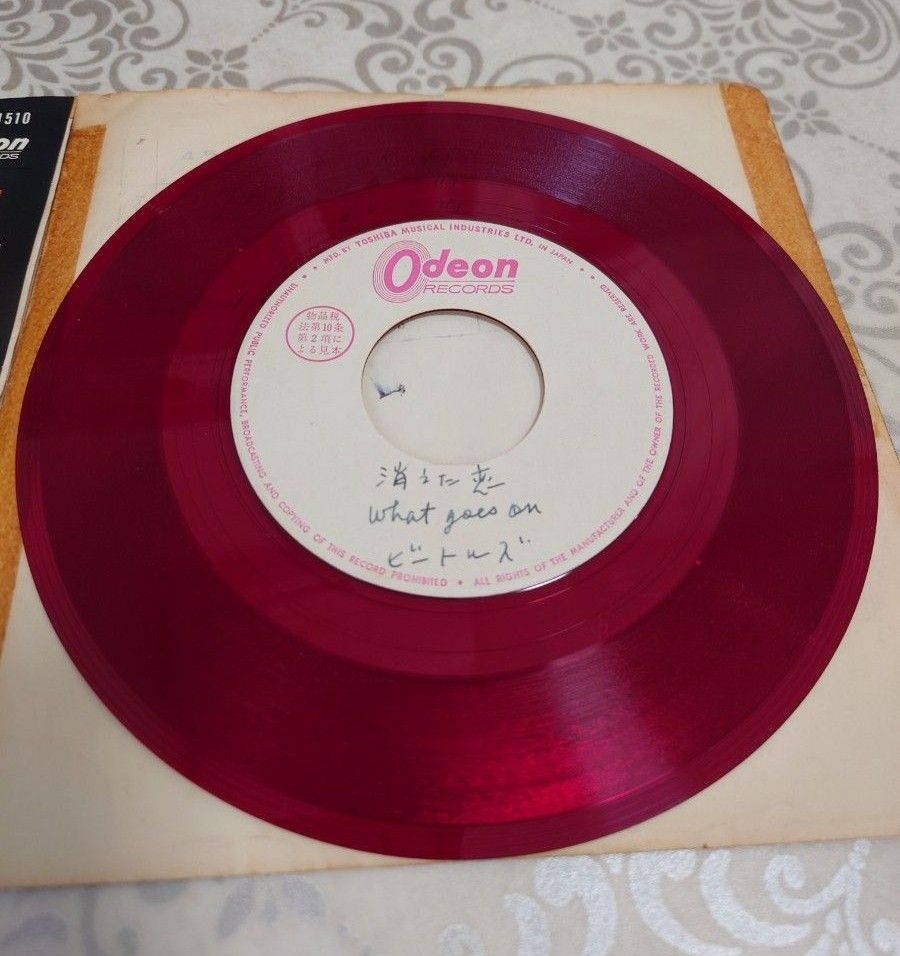 1510
MFD. BY TOSHIBA MUSICAL INDUSTRIES LTD. IN JAPAN
Odeon
RECORDS
物品税
法第10条
第2項に
よる見本
消えた恋
What goes on
ビートルズ
UNAUTHORIZED PUBLIC PERFORMANCE, BROADCASTING AND COPYING OF THIS RECORD PROHIBITED • ALL RIGHTS OF THE MANUFACTURER AND OF THE OWNER OF THE RECORDED WORK ARE RESERVED